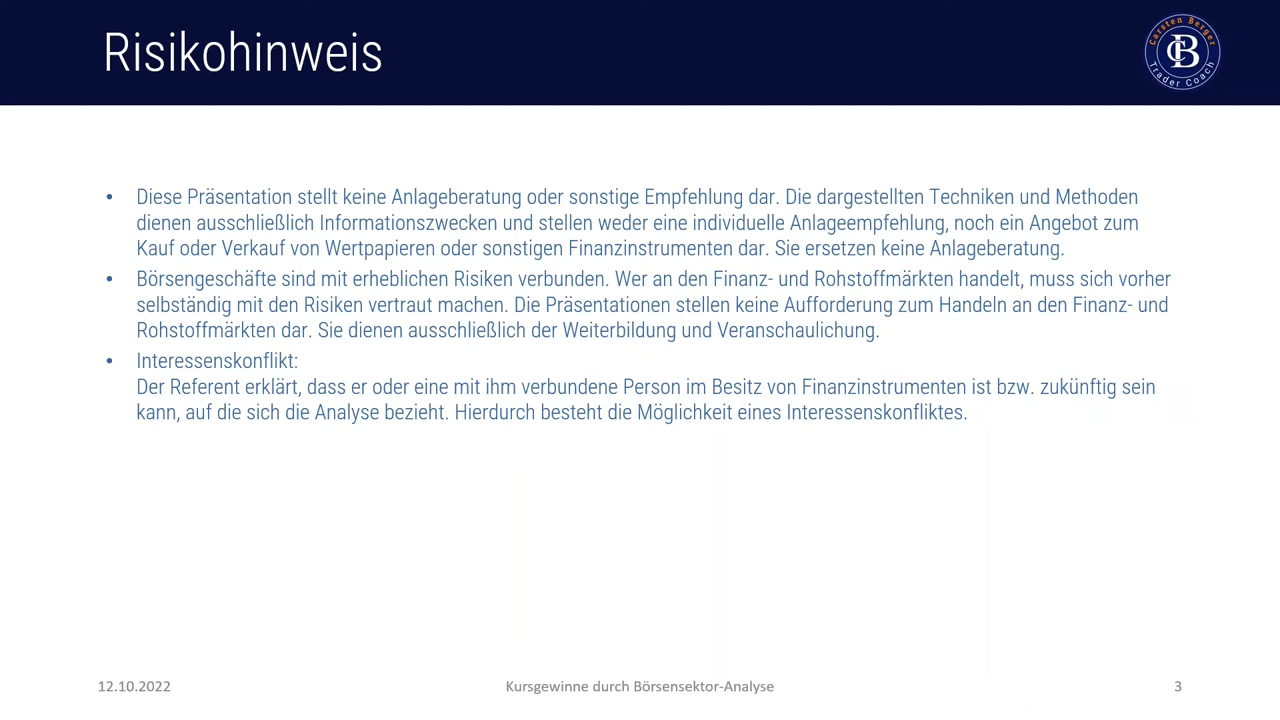 Risikohinweis
Carsten Berger
CB
Trader Coach
• Diese Präsentation stellt keine Anlageberatung oder sonstige Empfehlung dar. Die dargestellten Techniken und Methoden
dienen ausschließlich Informationszwecken und stellen weder eine individuelle Anlageempfehlung, noch ein Angebot zum
Kauf oder Verkauf von Wertpapieren oder sonstigen Finanzinstrumenten dar. Sie ersetzen keine Anlageberatung.
• Börsengeschäfte sind mit erheblichen Risiken verbunden. Wer an den Finanz- und Rohstoffmärkten handelt, muss sich vorher
selbständig mit den Risiken vertraut machen. Die Präsentationen stellen keine Aufforderung zum Handeln an den Finanz- und
Rohstoffmärkten dar. Sie dienen ausschließlich der Weiterbildung und Veranschaulichung.
• Interessenskonflikt:
Der Referent erklärt, dass er oder eine mit ihm verbundene Person im Besitz von Finanzinstrumenten ist bzw. zukünftig sein
kann, auf die sich die Analyse bezieht. Hierdurch besteht die Möglichkeit eines Interessenskonfliktes.
12.10.2022
Kursgewinne durch Börsensektor-Analyse
3